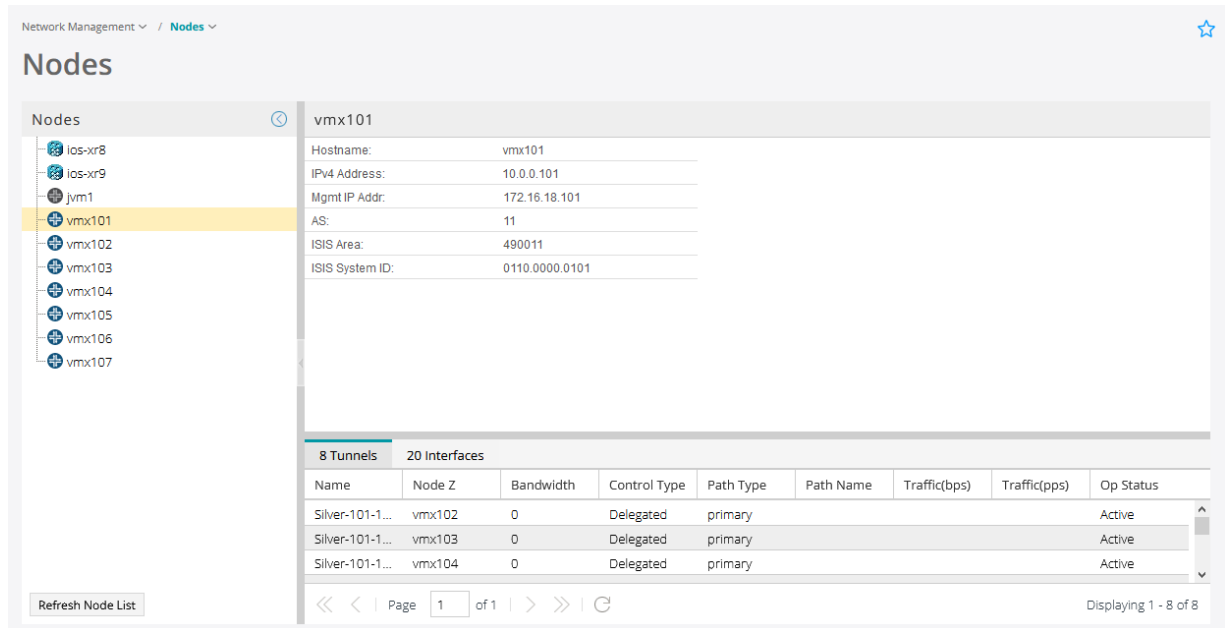 Network Management / Nodes
Nodes
Nodes
ios-xr8
ios-xr9
jvm1
vmx101
vmx102
vmx103
vmx104
vmx105
vmx106
vmx107
Refresh Node List
vmx101
Hostname: vmx101
IPv4 Address: 10.0.0.101
Mgmt IP Addr: 172.16.18.101
AS: 11
ISIS Area: 490011
ISIS System ID: 0110.0000.0101
8 Tunnels 20 Interfaces
Name Node Z Bandwidth Control Type Path Type Path Name Traffic(bps) Traffic(pps) Op Status
Silver-101-1... vmx102 0 Delegated primary Active
Silver-101-1... vmx103 0 Delegated primary Active
Silver-101-1... vmx104 0 Delegated primary Active
Page 1 of 1 Displaying 1 - 8 of 8